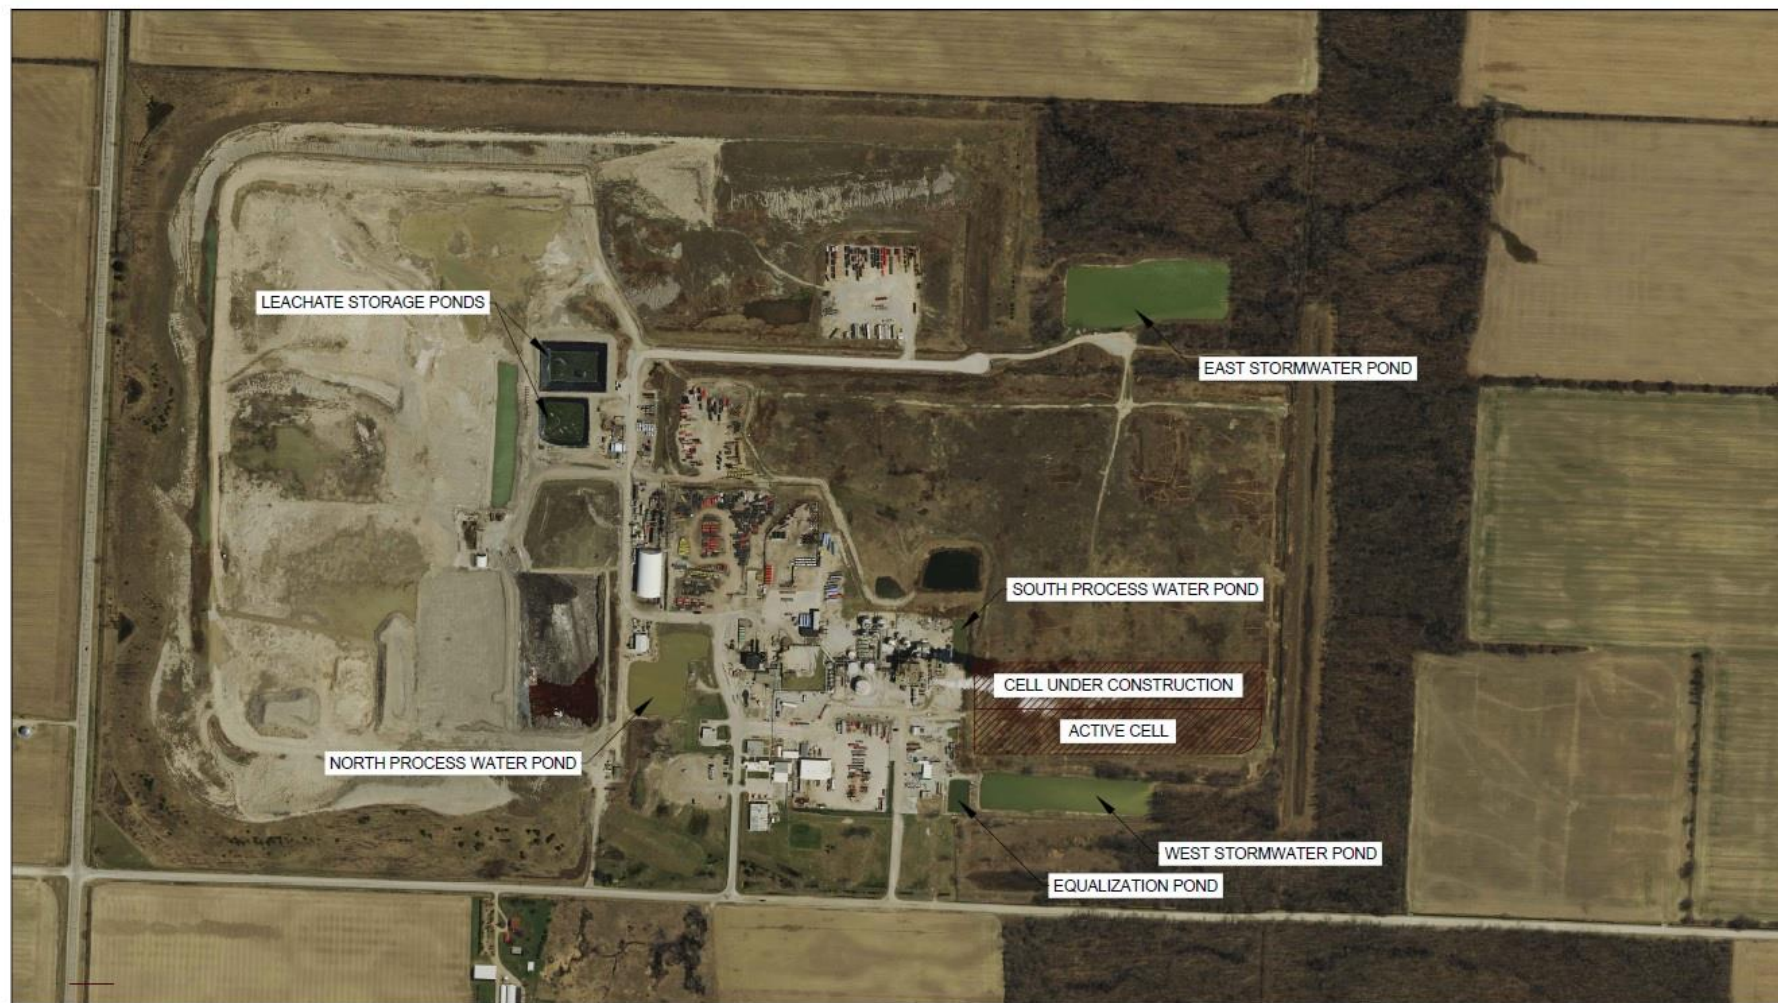 LEACHATE STORAGE PONDS
EAST STORMWATER POND
SOUTH PROCESS WATER POND
CELL UNDER CONSTRUCTION
ACTIVE CELL
NORTH PROCESS WATER POND
WEST STORMWATER POND
EQUALIZATION POND